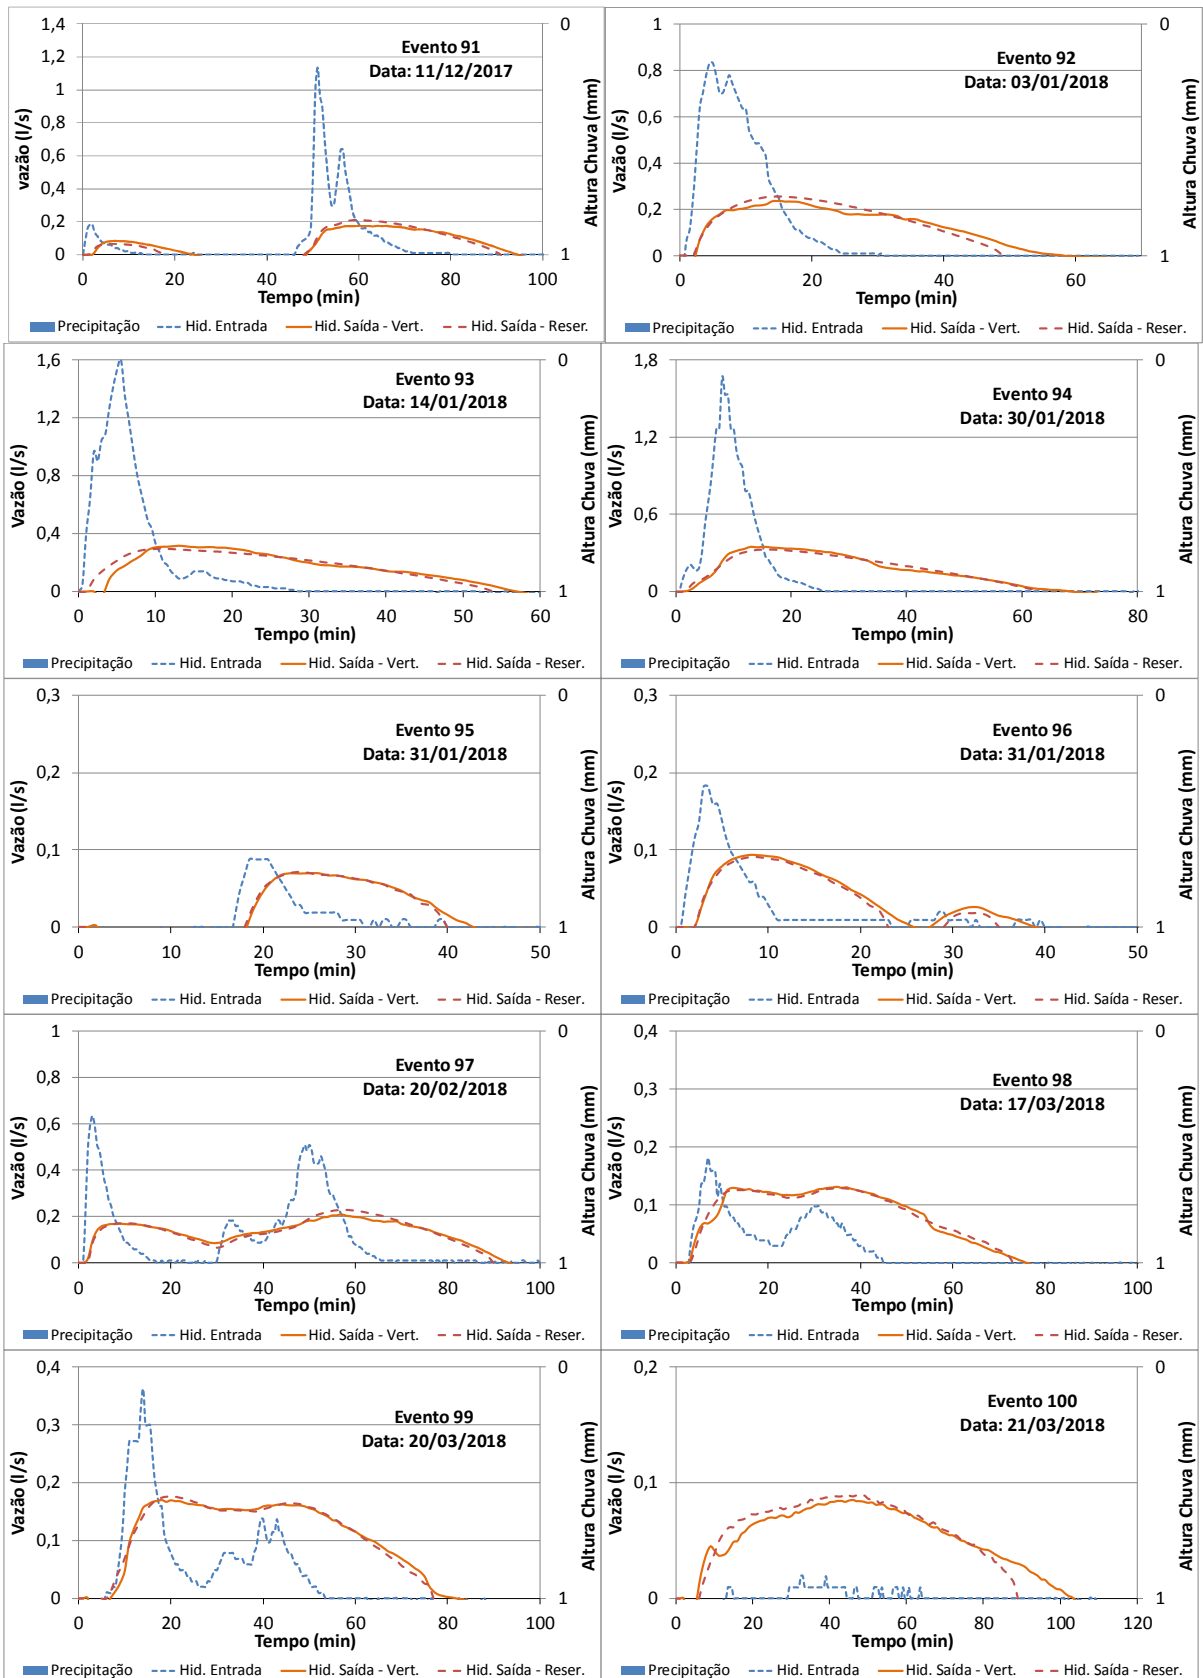 Evento 91
Data: 11/12/2017
vazão (l/s)
1,4
1,2
1
0,8
0,6
0,4
0,2
0
0 20 40 60 80 100
Tempo (min)
0
1
Altura Chuva (mm)
Precipitação Hid. Entrada Hid. Saída - Vert. Hid. Saída - Reser.
Evento 92
Data: 03/01/2018
Vazão (l/s)
1
0,8
0,6
0,4
0,2
0
0 20 40 60
Tempo (min)
0
1
Altura Chuva (mm)
Precipitação Hid. Entrada Hid. Saída - Vert. Hid. Saída - Reser.
Evento 93
Data: 14/01/2018
Vazão (l/s)
1,6
1,2
0,8
0,4
0
0 10 20 30 40 50 60
Tempo (min)
0
1
Altura Chuva (mm)
Precipitação Hid. Entrada Hid. Saída - Vert. Hid. Saída - Reser.
Evento 94
Data: 30/01/2018
Vazão (l/s)
1,8
1,2
0,6
0
0 20 40 60 80
Tempo (min)
0
1
Altura Chuva (mm)
Precipitação Hid. Entrada Hid. Saída - Vert. Hid. Saída - Reser.
Evento 95
Data: 31/01/2018
Vazão (l/s)
0,3
0,2
0,1
0
0 10 20 30 40 50
Tempo (min)
0
1
Altura Chuva (mm)
Precipitação Hid. Entrada Hid. Saída - Vert. Hid. Saída - Reser.
Evento 96
Data: 31/01/2018
Vazão (l/s)
0,3
0,2
0,1
0
0 10 20 30 40 50
Tempo (min)
0
1
Altura Chuva (mm)
Precipitação Hid. Entrada Hid. Saída - Vert. Hid. Saída - Reser.
Evento 97
Data: 20/02/2018
Vazão (l/s)
1
0,8
0,6
0,4
0,2
0
0 20 40 60 80 100
Tempo (min)
0
1
Altura Chuva (mm)
Precipitação Hid. Entrada Hid. Saída - Vert. Hid. Saída - Reser.
Evento 98
Data: 17/03/2018
Vazão (l/s)
0,4
0,3
0,2
0,1
0
0 20 40 60 80 100
Tempo (min)
0
1
Altura Chuva (mm)
Precipitação Hid. Entrada Hid. Saída - Vert. Hid. Saída - Reser.
Evento 99
Data: 20/03/2018
Vazão (l/s)
0,4
0,3
0,2
0,1
0
0 20 40 60 80 100
Tempo (min)
0
1
Altura Chuva (mm)
Precipitação Hid. Entrada Hid. Saída - Vert. Hid. Saída - Reser.
Evento 100
Data: 21/03/2018
Vazão (l/s)
0,2
0,1
0
0 20 40 60 80 100 120
Tempo (min)
0
1
Altura Chuva (mm)
Precipitação Hid. Entrada Hid. Saída - Vert. Hid. Saída - Reser.